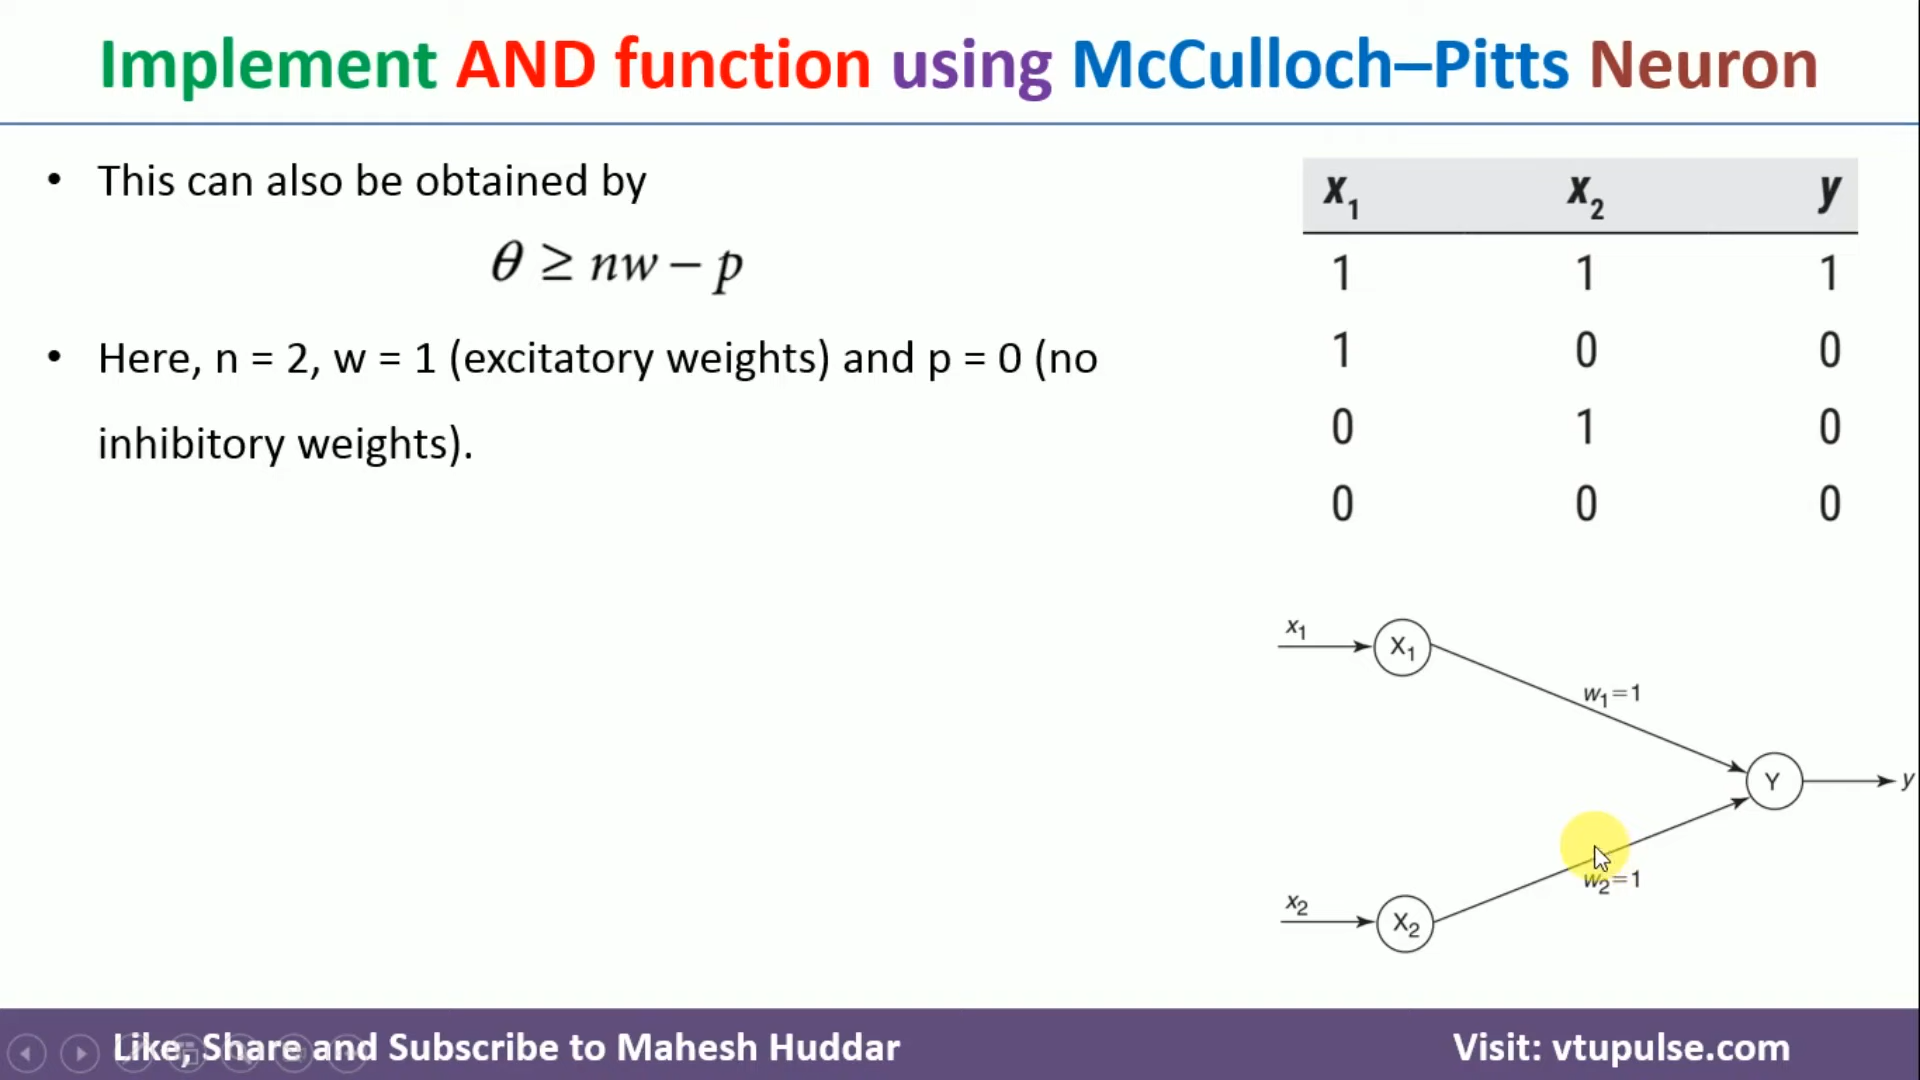 Implement AND function using McCulloch–Pitts Neuron
• This can also be obtained by
θ ≥ nw – p
• Here, n = 2, w = 1 (excitatory weights) and p = 0 (no
inhibitory weights).
x₁ x₂ y
1 1 1
1 0 0
0 1 0
0 0 0
x₁
X₁
w₁=1
Y
y
w₂=1
x₂
X₂
Like, Share and Subscribe to Mahesh Huddar
Visit: vtupulse.com